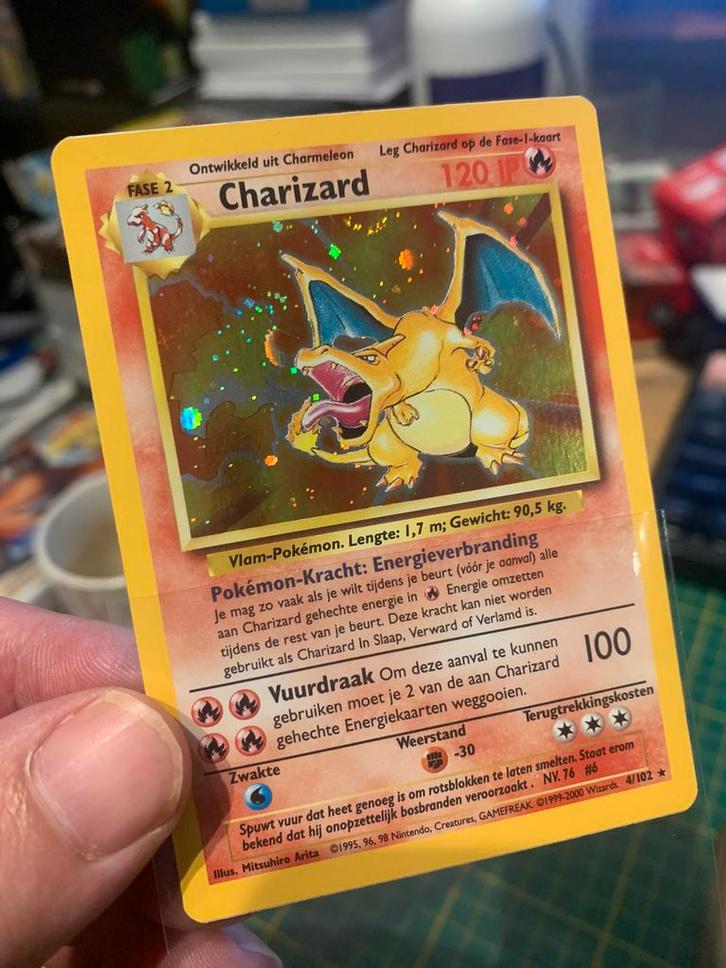 Ontwikkeld uit Charmeleon Leg Charizard op de Fase-1-kaart
FASE 2
Charizard 120 IP
Vlam-Pokémon. Lengte: 1,7 m; Gewicht: 90,5 kg.
Pokémon-Kracht: Energieverbranding
Je mag zo vaak als je wilt tijdens je beurt (vóór je aanval) alle
aan Charizard gehechte energie in Energie omzetten
tijdens de rest van je beurt. Deze kracht kan niet worden
gebruikt als Charizard In Slaap, Verward of Verlamd is.
Vuurdraak Om deze aanval te kunnen
gebruiken moet je 2 van de aan Charizard
gehechte Energiekaarten weggooien.
100
Zwakte Weerstand Terugtrekkingskosten
-30
Spuwt vuur dat heet genoeg is om rotsblokken te laten smelten. Staat erom
bekend dat hij onopzettelijk bosbranden veroorzaakt. NV. 76 #6
Illus. Mitsuhiro Arita ©1995, 96, 98 Nintendo, Creatures, GAMEFREAK. ©1999-2000 Wizards. 4/102 ★